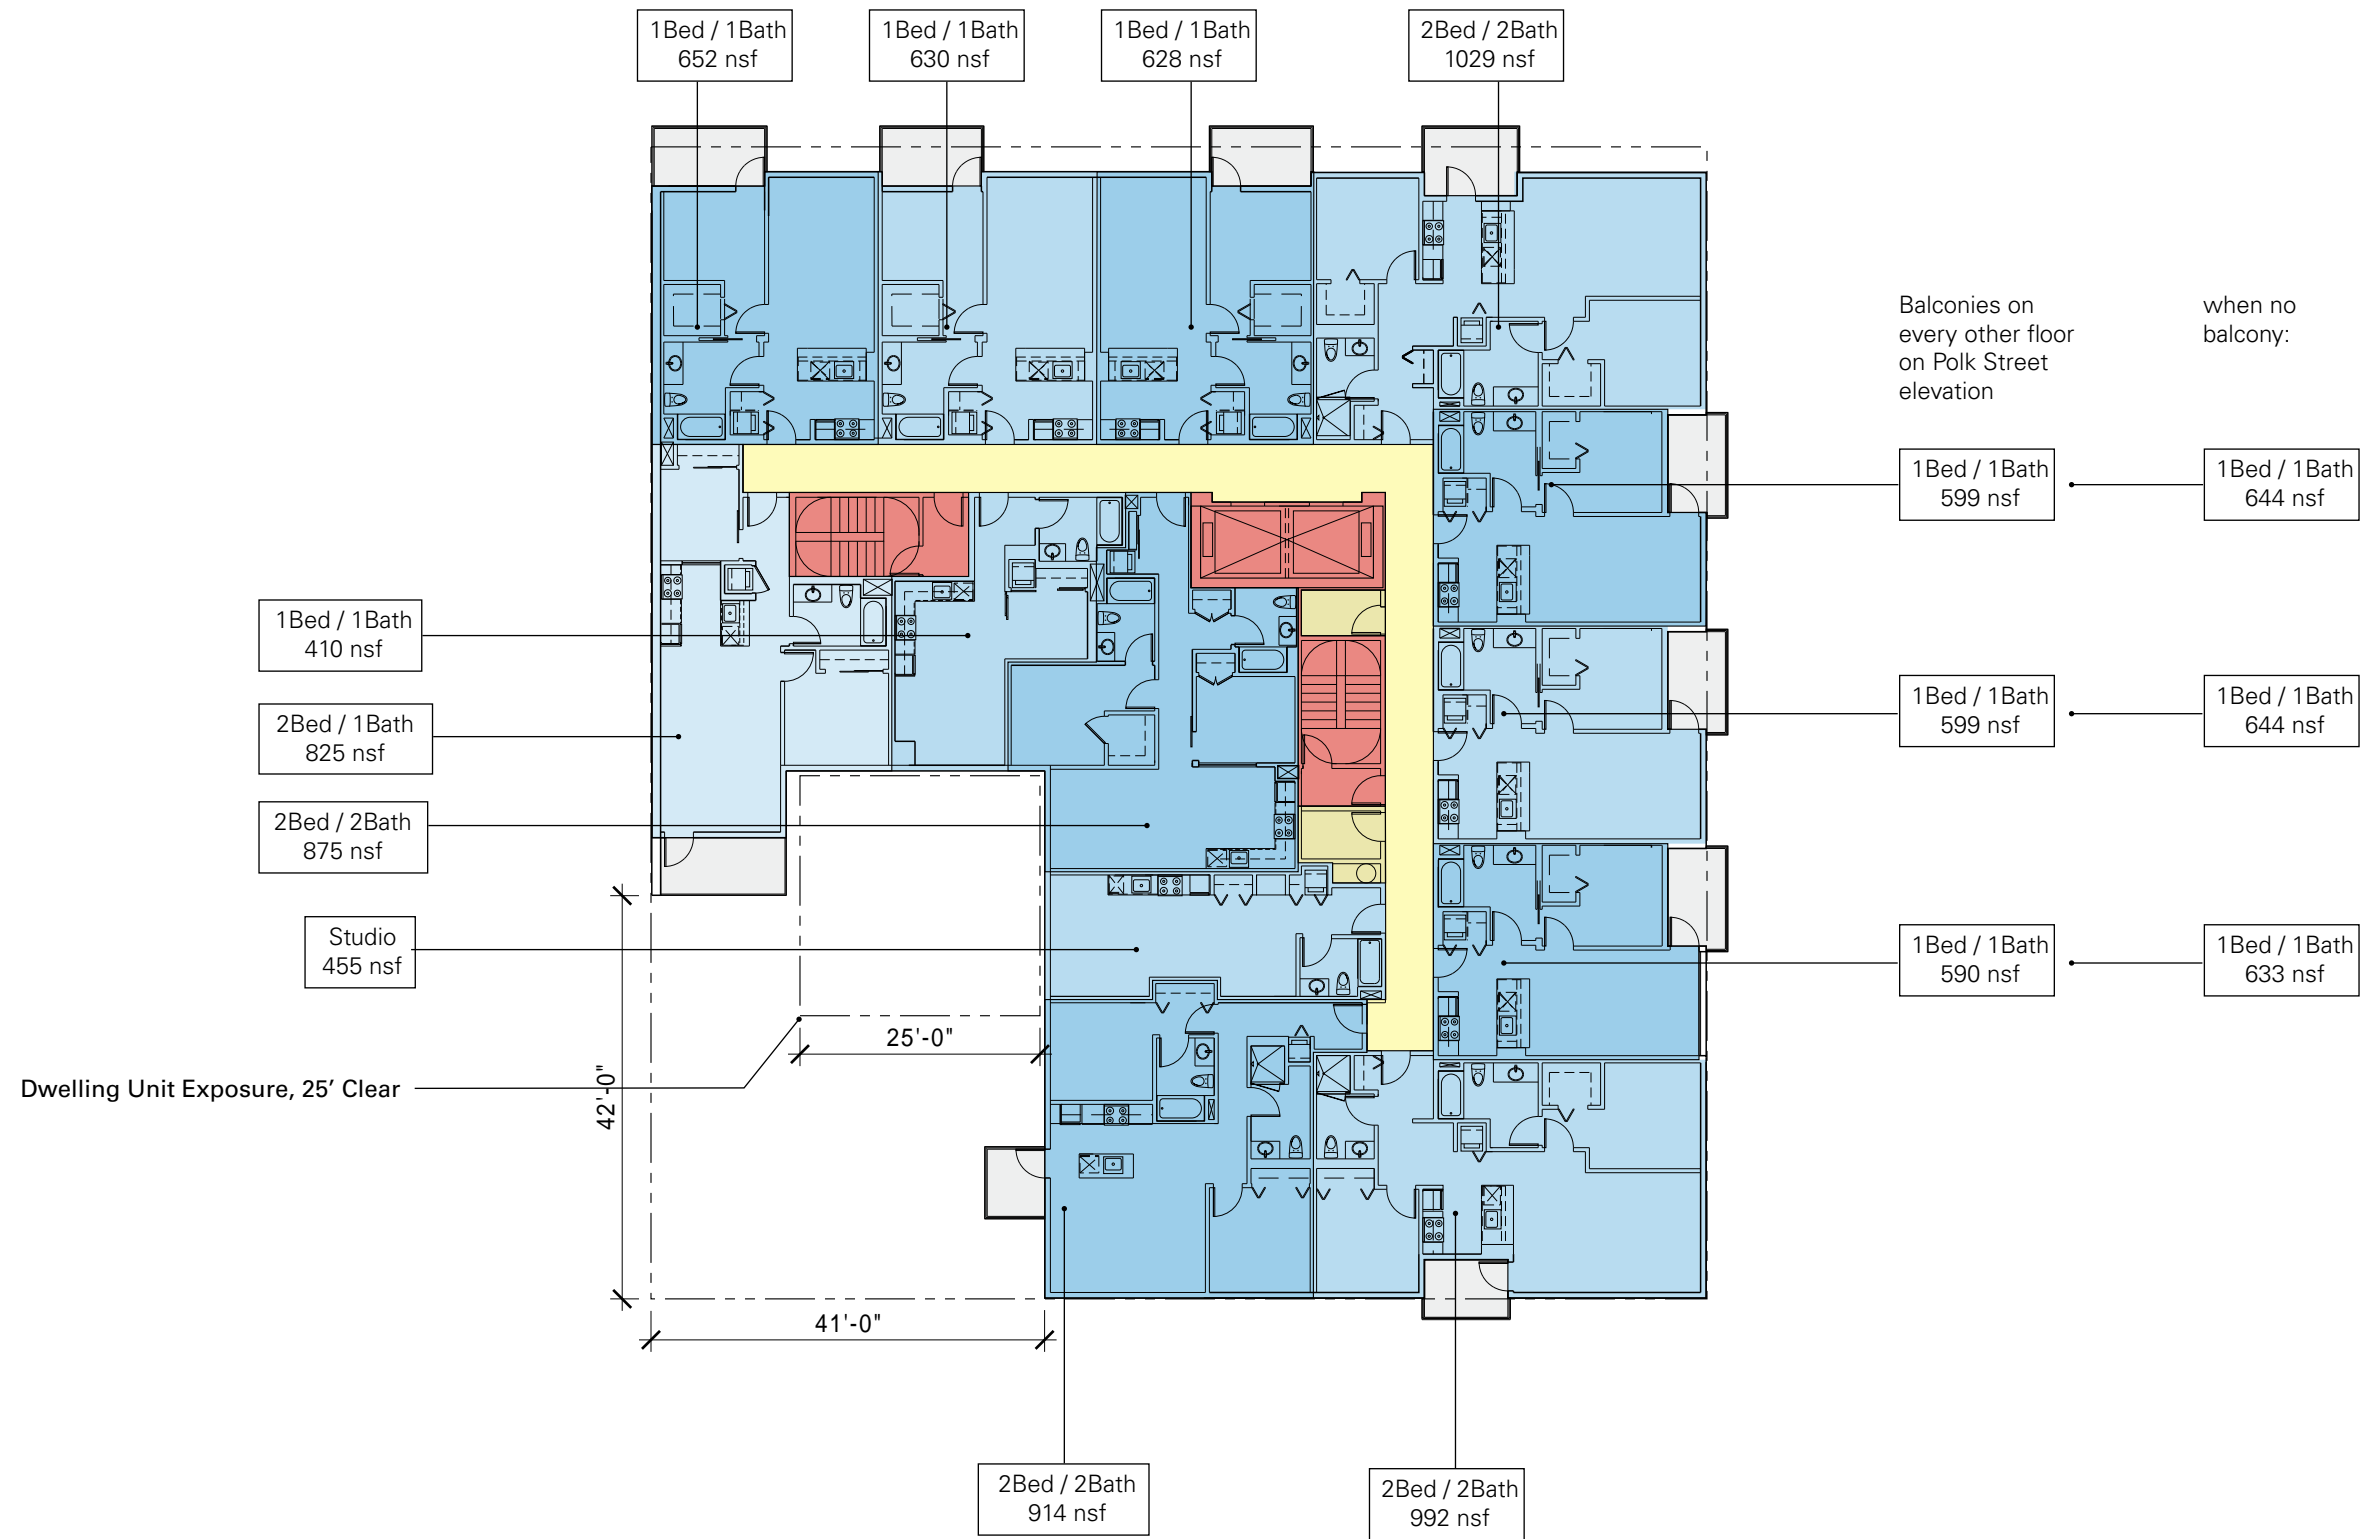 1Bed / 1Bath
652 nsf
1Bed / 1Bath
630 nsf
1Bed / 1Bath
628 nsf
2Bed / 2Bath
1029 nsf
Balconies on
every other floor
on Polk Street
elevation
when no
balcony:
1Bed / 1Bath
599 nsf
1Bed / 1Bath
644 nsf
1Bed / 1Bath
410 nsf
1Bed / 1Bath
599 nsf
1Bed / 1Bath
644 nsf
2Bed / 1Bath
825 nsf
2Bed / 2Bath
875 nsf
Studio
455 nsf
1Bed / 1Bath
590 nsf
1Bed / 1Bath
633 nsf
25'-0"
Dwelling Unit Exposure, 25’ Clear
42'-0"
41'-0"
2Bed / 2Bath
914 nsf
2Bed / 2Bath
992 nsf